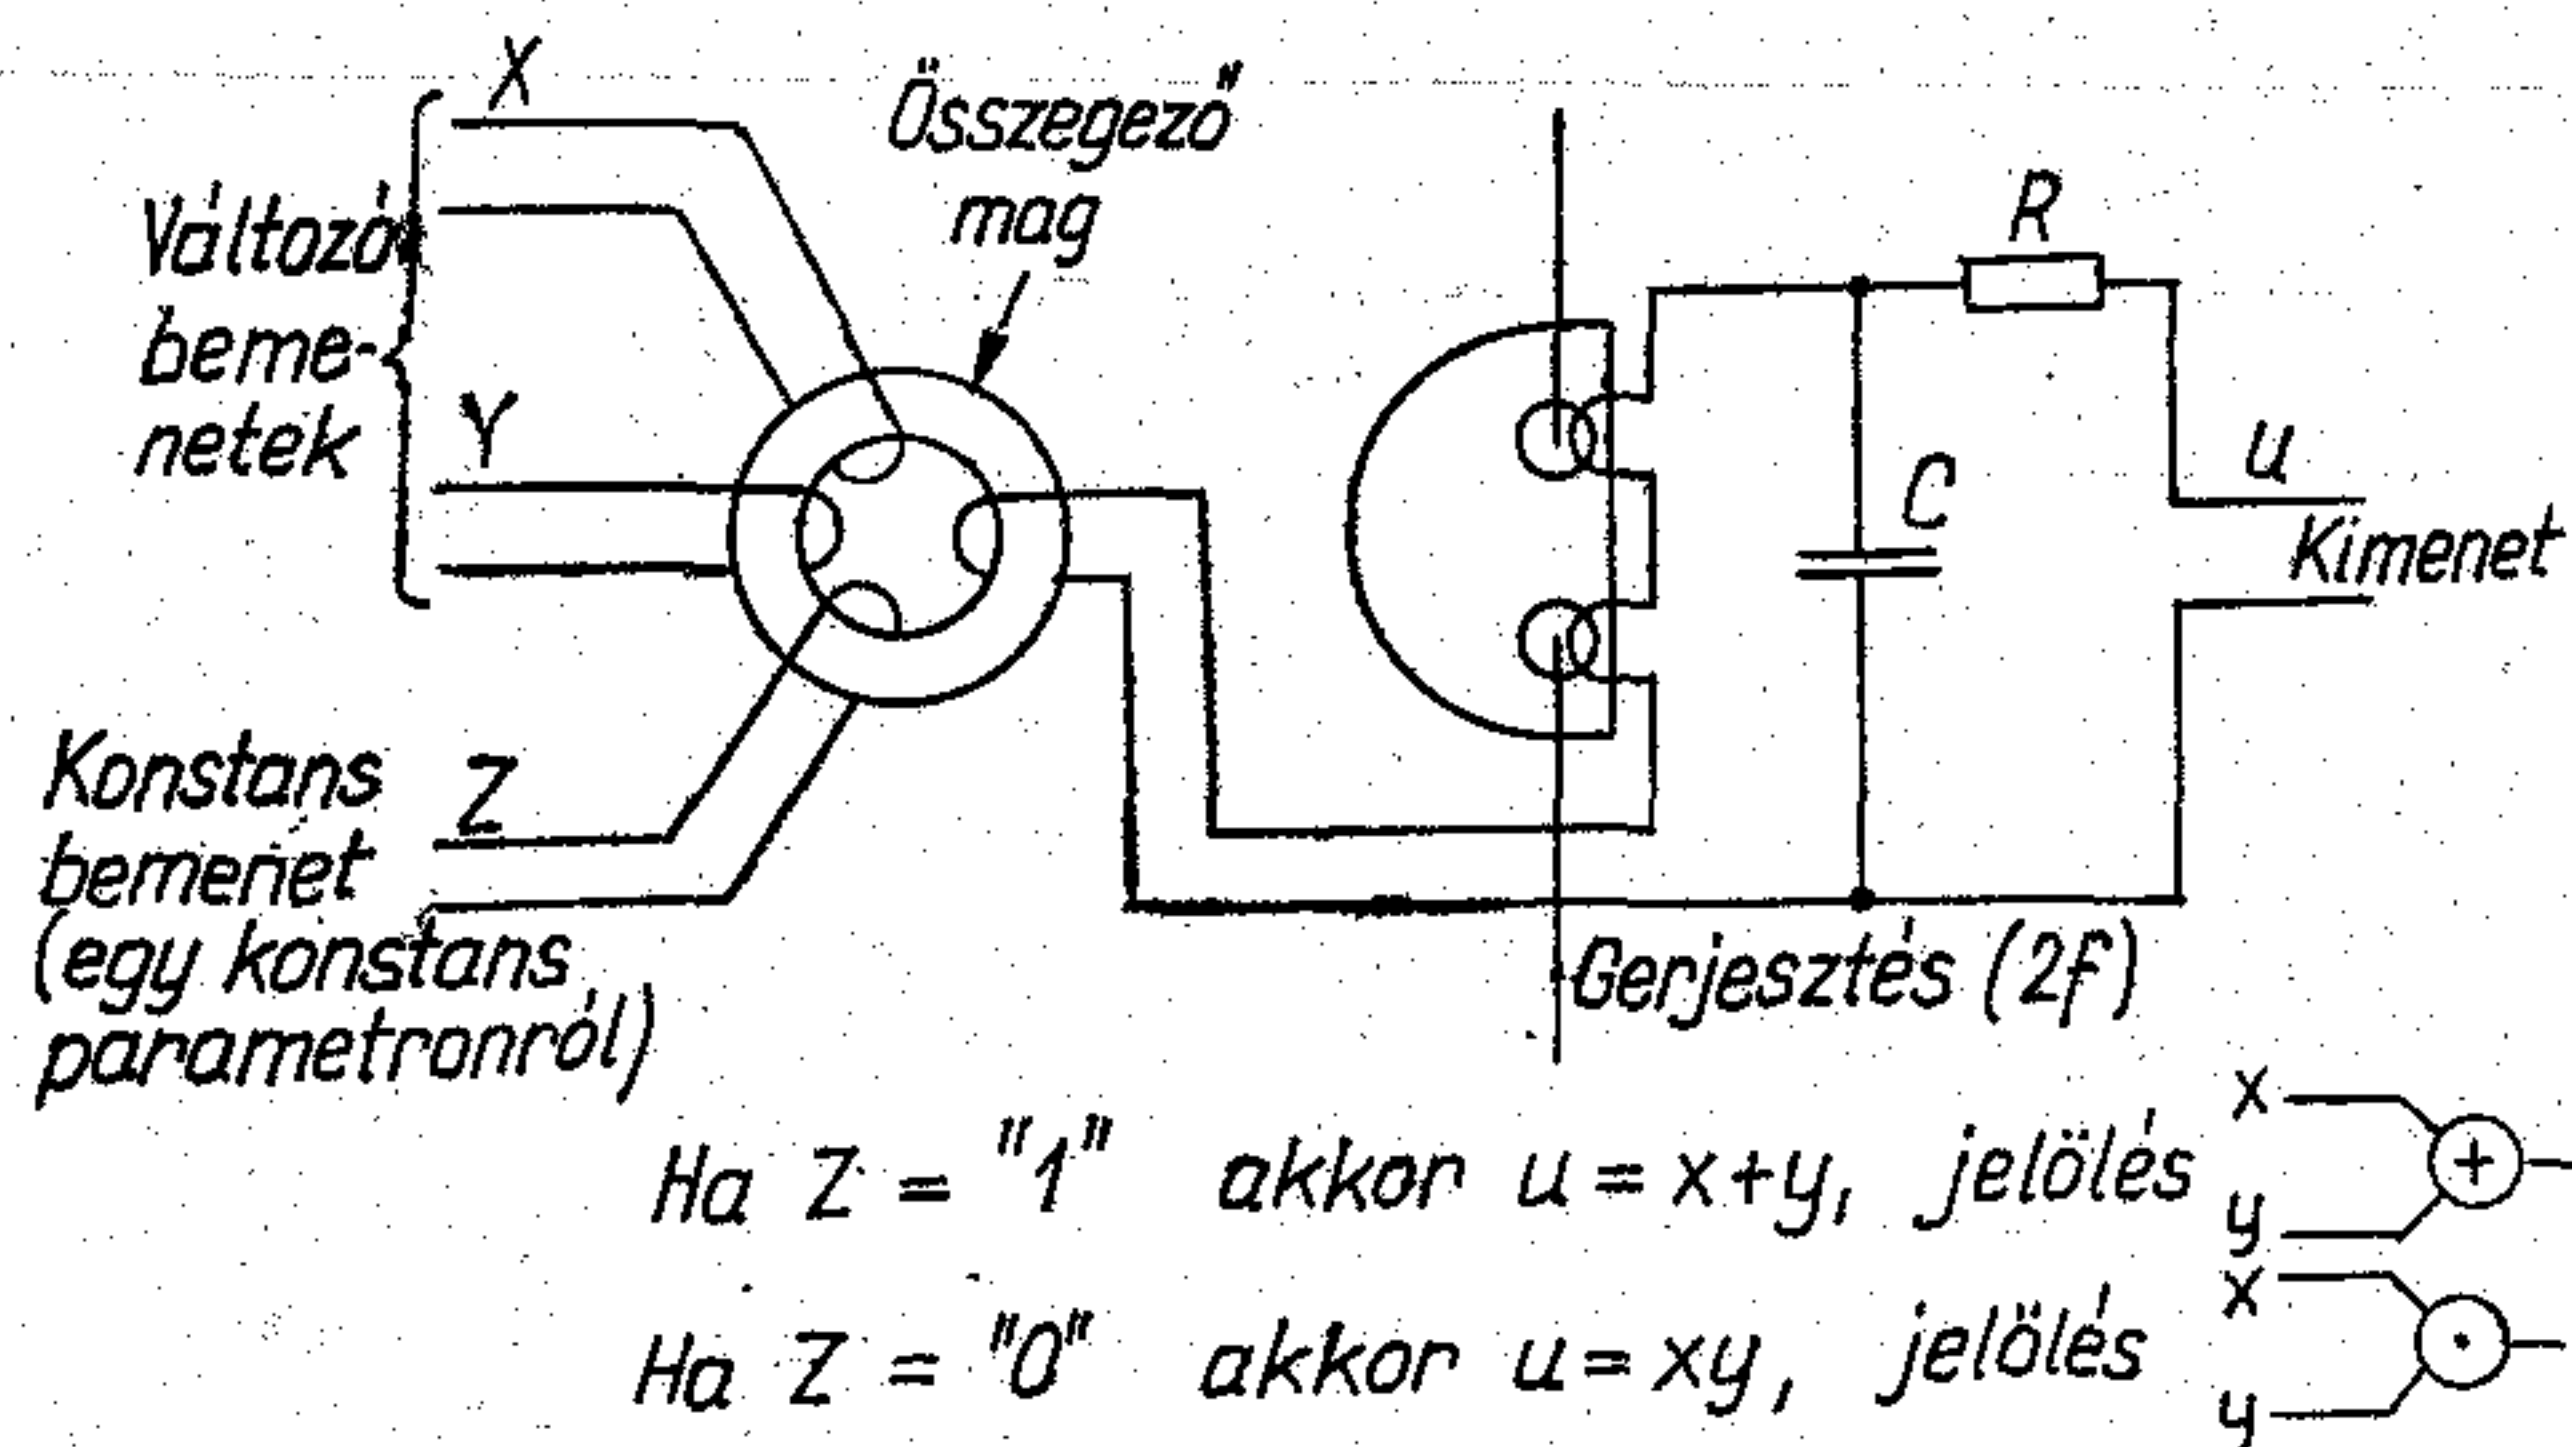 X
Összegező
mag
Változó
beme-
netek
Y
R
C
u
Kimenet
Konstans
bemenet
(egy konstans
parametronról)
Z
Gerjesztés (2f)
Ha Z = "1" akkor u = x+y, jelölés
x
y
+
Ha Z = "0" akkor u = xy, jelölés
x
y